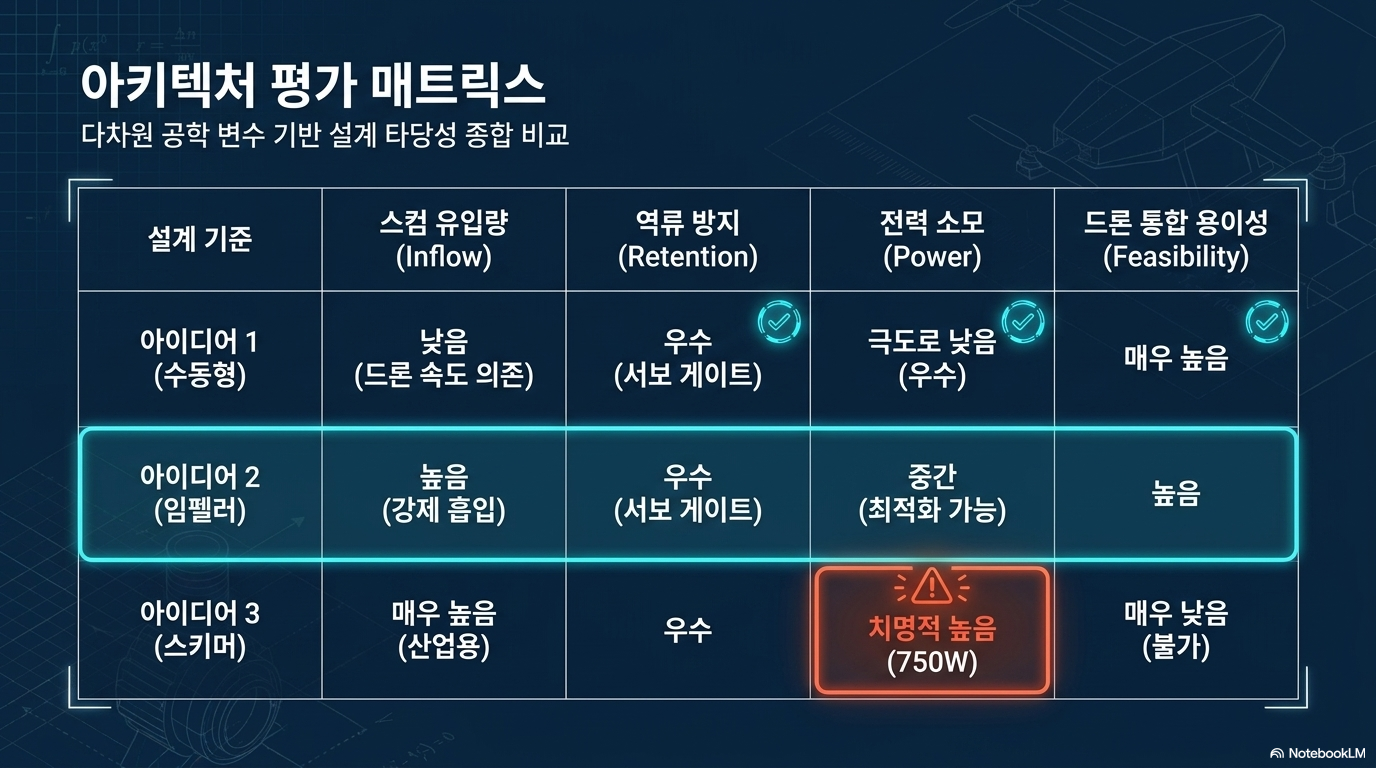 아키텍처 평가 매트릭스
다차원 공학 변수 기반 설계 타당성 종합 비교
설계 기준
스컴 유입량
(Inflow)
역류 방지
(Retention)
전력 소모
(Power)
드론 통합 용이성
(Feasibility)
아이디어 1
(수동형)
낮음
(드론 속도 의존)
우수
(서보 게이트)
극도로 낮음
(우수)
매우 높음
아이디어 2
(임펠러)
높음
(강제 흡입)
우수
(서보 게이트)
중간
(최적화 가능)
높음
아이디어 3
(스키머)
매우 높음
(산업용)
우수
치명적 높음
(750W)
매우 낮음
(불가)
NotebookLM